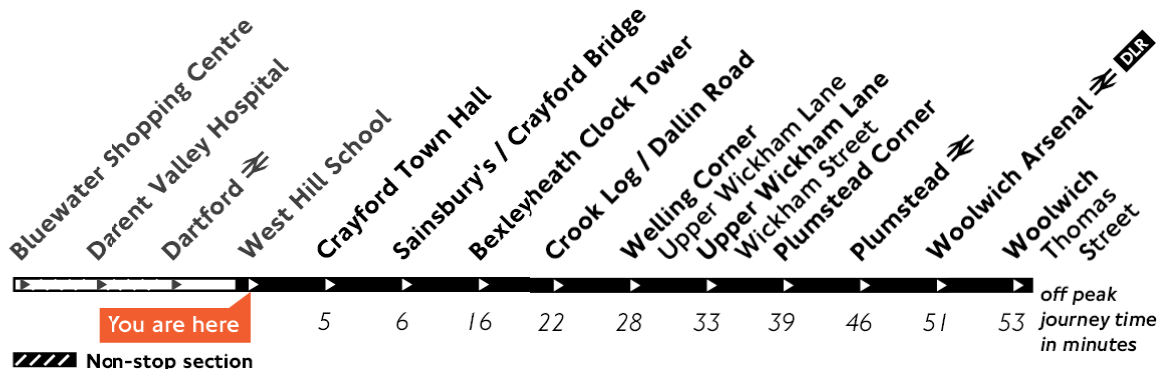 Bluewater Shopping Centre
Darent Valley Hospital
Dartford
West Hill School
Crayford Town Hall
Sainsbury's / Crayford Bridge
Bexleyheath Clock Tower
Crook Log / Dallin Road
Welling Corner
Upper Wickham Lane
Upper Wickham Lane
Wickham Street
Plumstead Corner
Plumstead
Woolwich Arsenal DLR
Woolwich
Thomas
Street
You are here
5 6 16 22 28 33 39 46 51 53
off peak
journey time
in minutes
Non-stop section